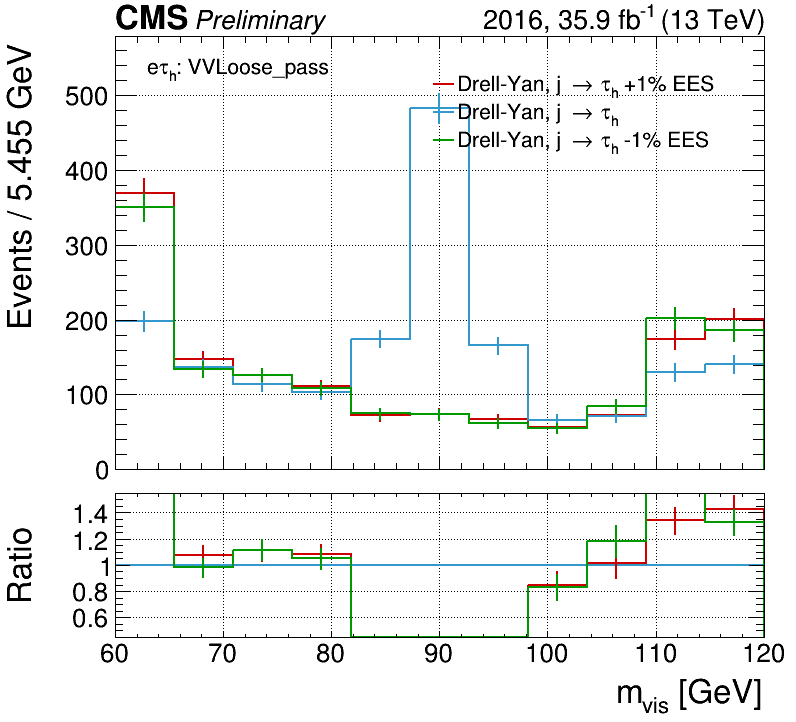 CMS Preliminary 2016, 35.9 fb⁻¹ (13 TeV)
eτₕ: VVLoose_pass
Drell-Yan, j → τₕ +1% EES
Drell-Yan, j → τₕ
Drell-Yan, j → τₕ -1% EES
Events / 5.455 GeV
500
400
300
200
100
0
Ratio
1.4
1.2
1
0.8
0.6
60 70 80 90 100 110 120
m_vis [GeV]